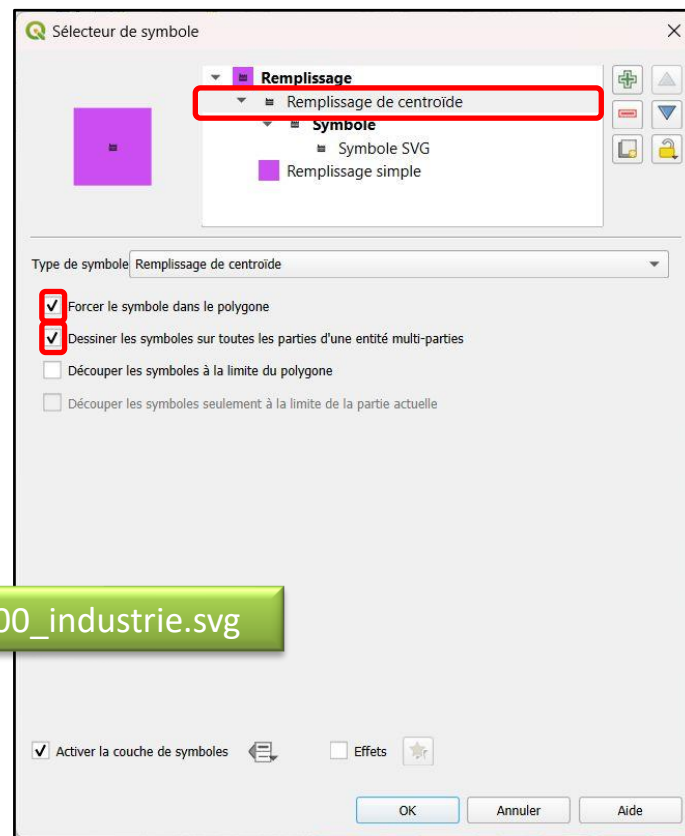 Sélecteur de symbole
Remplissage
Remplissage de centroïde
Symbole
Symbole SVG
Remplissage simple
Type de symbole Remplissage de centroïde
Forcer le symbole dans le polygone
Dessiner les symboles sur toutes les parties d'une entité multi-parties
Découper les symboles à la limite du polygone
Découper les symboles seulement à la limite de la partie actuelle
00_industrie.svg
Activer la couche de symboles Effets
OK Annuler Aide